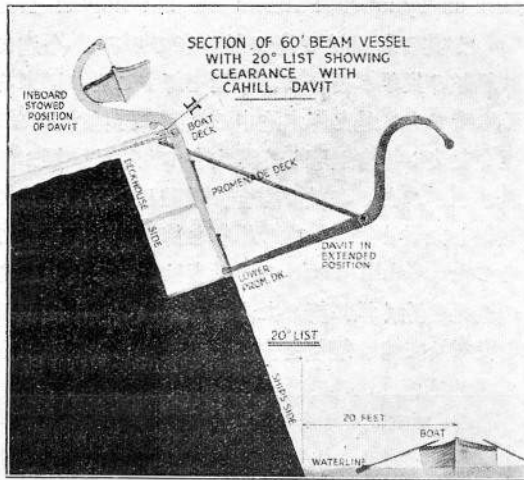 SECTION OF 60' BEAM VESSEL
WITH 20° LIST SHOWING
CLEARANCE WITH
CAHILL DAVIT
INBOARD
STOWED
POSITION
OF DAVIT
BOAT
DECK
PROMENADE DECK
DECKHOUSE
SIDE
DAVIT IN
EXTENDED
POSITION
LOWER
PROM. DK.
20° LIST
SHIPS SIDE
20 FEET
BOAT
WATERLINE